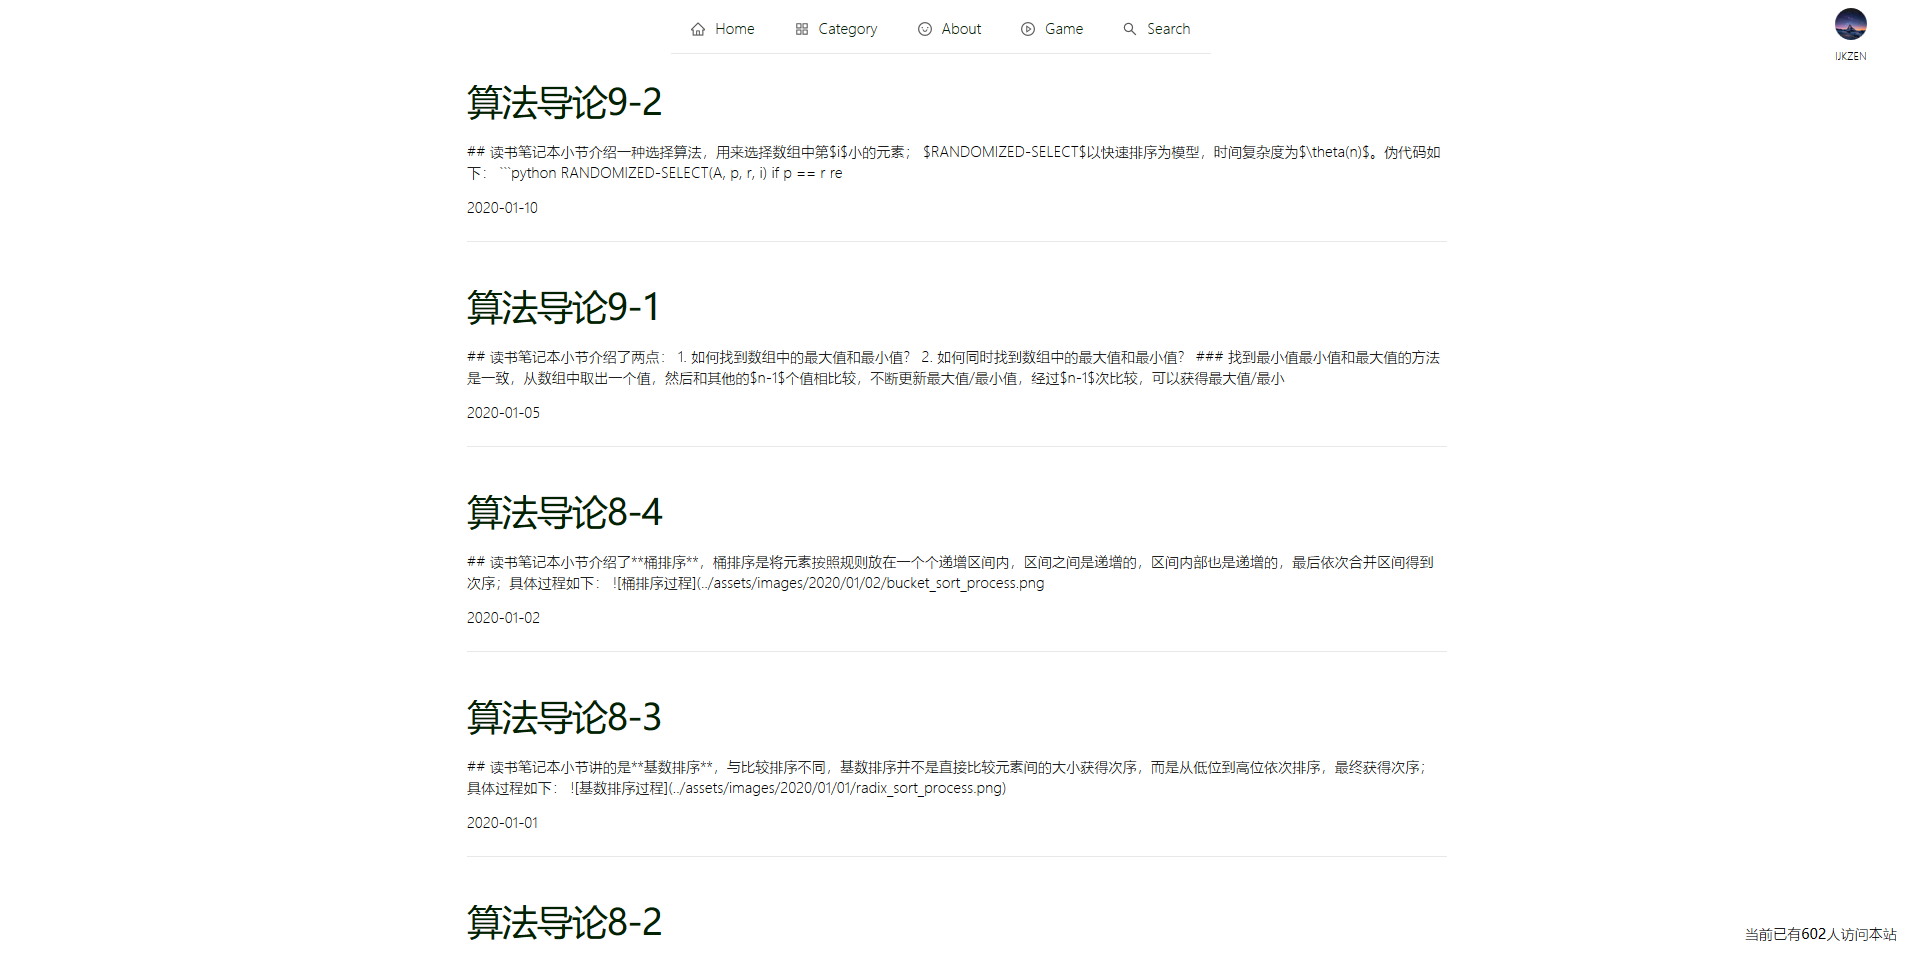 Home Category About Game Search
IJKZEN
算法导论9-2
## 读书笔记本小节介绍一种选择算法，用来选择数组中第$i$小的元素； $RANDOMIZED-SELECT$以快速排序为模型，时间复杂度为$\theta(n)$。伪代码如
下： ```python RANDOMIZED-SELECT(A, p, r, i) if p == r re
2020-01-10
算法导论9-1
## 读书笔记本小节介绍了两点： 1. 如何找到数组中的最大值和最小值？ 2. 如何同时找到数组中的最大值和最小值？ ### 找到最小值最小值和最大值的方法
是一致，从数组中取出一个值，然后和其他的$n-1$个值相比较，不断更新最大值/最小值，经过$n-1$次比较，可以获得最大值/最小
2020-01-05
算法导论8-4
## 读书笔记本小节介绍了**桶排序**，桶排序是将元素按照规则放在一个个递增区间内，区间之间是递增的，区间内部也是递增的，最后依次合并区间得到
次序；具体过程如下： ![桶排序过程](../assets/images/2020/01/02/bucket_sort_process.png
2020-01-02
算法导论8-3
## 读书笔记本小节讲的是**基数排序**，与比较排序不同，基数排序并不是直接比较元素间的大小获得次序，而是从低位到高位依次排序，最终获得次序；
具体过程如下： ![基数排序过程](../assets/images/2020/01/01/radix_sort_process.png)
2020-01-01
算法导论8-2
当前已有602人访问本站